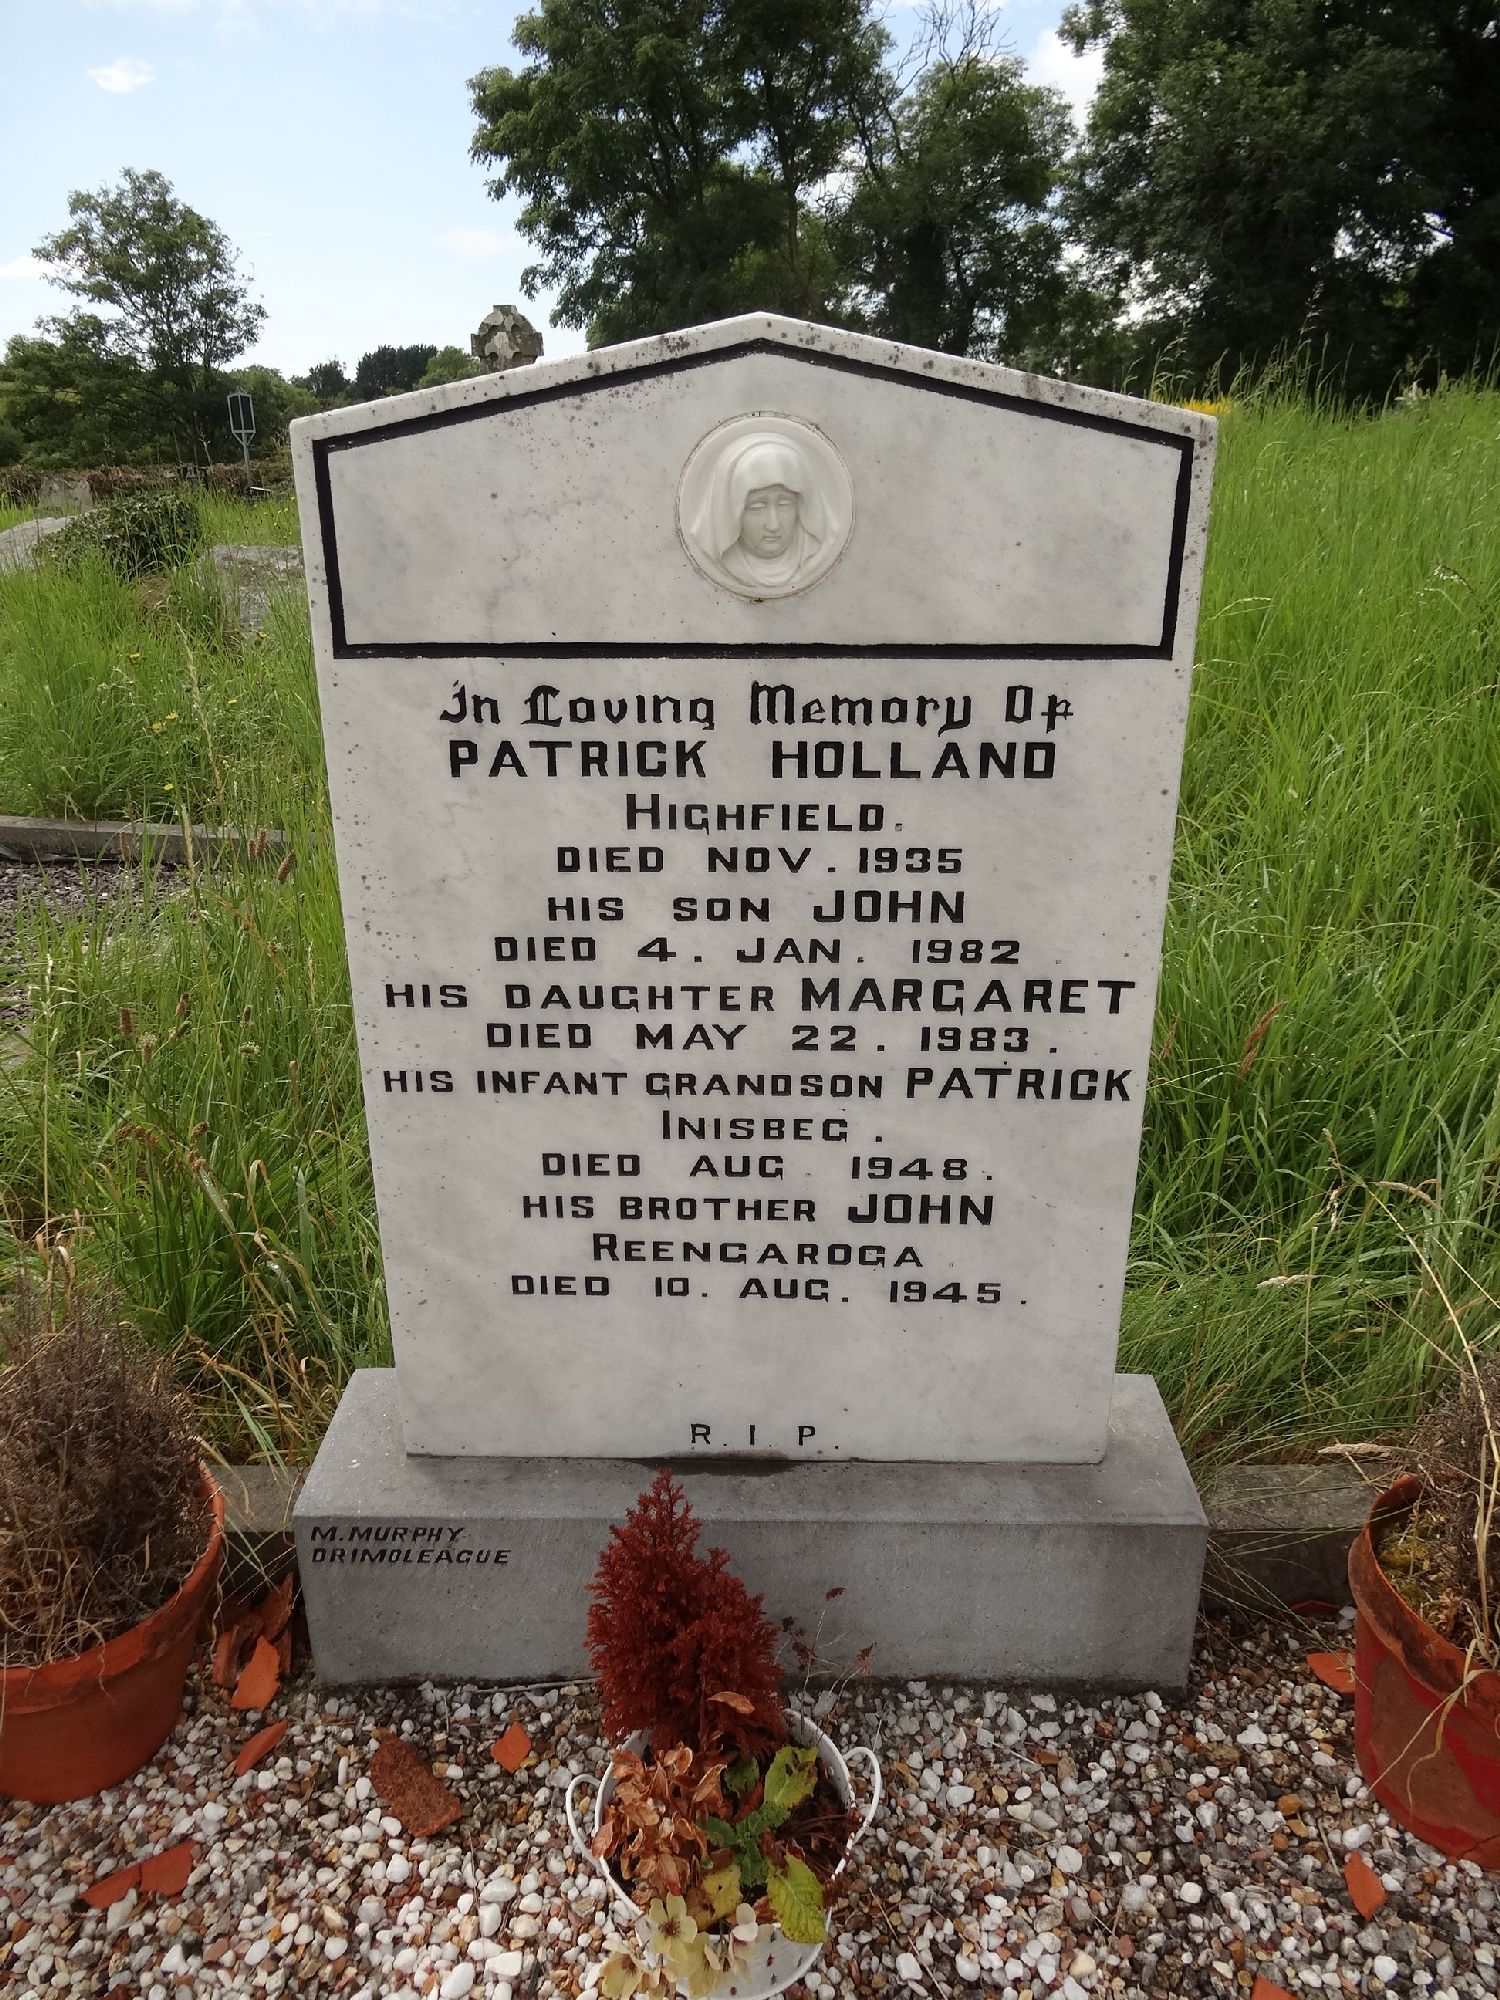 In Loving Memory Of
PATRICK HOLLAND
HIGHFIELD.
DIED NOV. 1935
HIS SON JOHN
DIED 4. JAN. 1982
HIS DAUGHTER MARGARET
DIED MAY 22. 1983.
HIS INFANT GRANDSON PATRICK
INISBEG.
DIED AUG. 1948.
HIS BROTHER JOHN
REENGAROGA
DIED 10. AUG. 1945.
R. I. P.
M. MURPHY
DRIMOLEAGUE